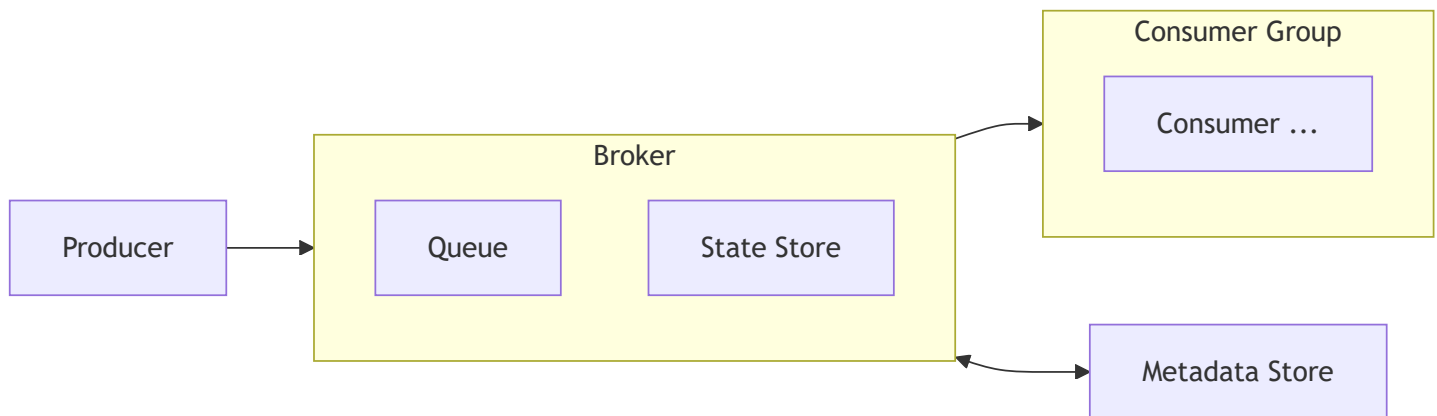 Producer
Broker
Queue
State Store
Consumer Group
Consumer ...
Metadata Store